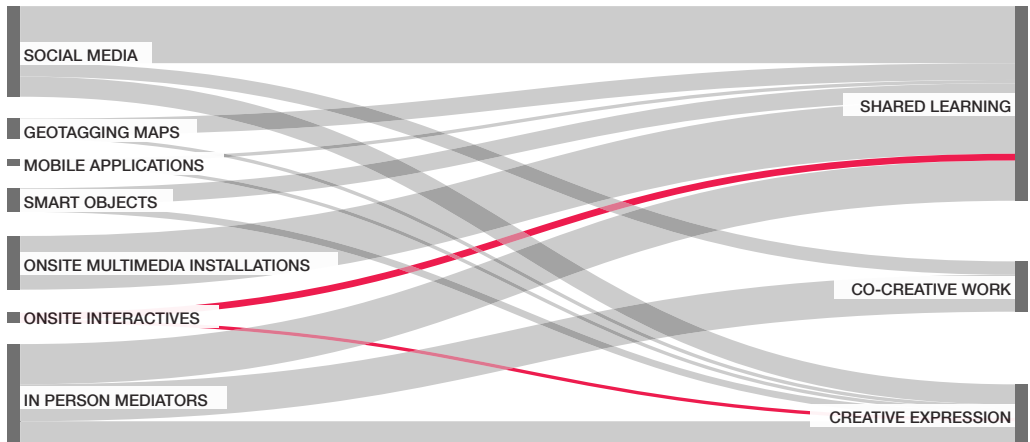 SOCIAL MEDIA
GEOTAGGING MAPS
MOBILE APPLICATIONS
SMART OBJECTS
ONSITE MULTIMEDIA INSTALLATIONS
ONSITE INTERACTIVES
IN PERSON MEDIATORS
SHARED LEARNING
CO-CREATIVE WORK
CREATIVE EXPRESSION